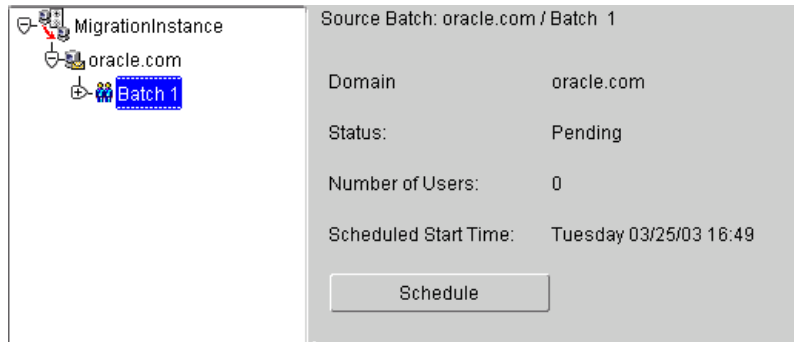 MigrationInstance
oracle.com
Batch 1
Source Batch: oracle.com / Batch 1
Domain oracle.com
Status: Pending
Number of Users: 0
Scheduled Start Time: Tuesday 03/25/03 16:49
Schedule